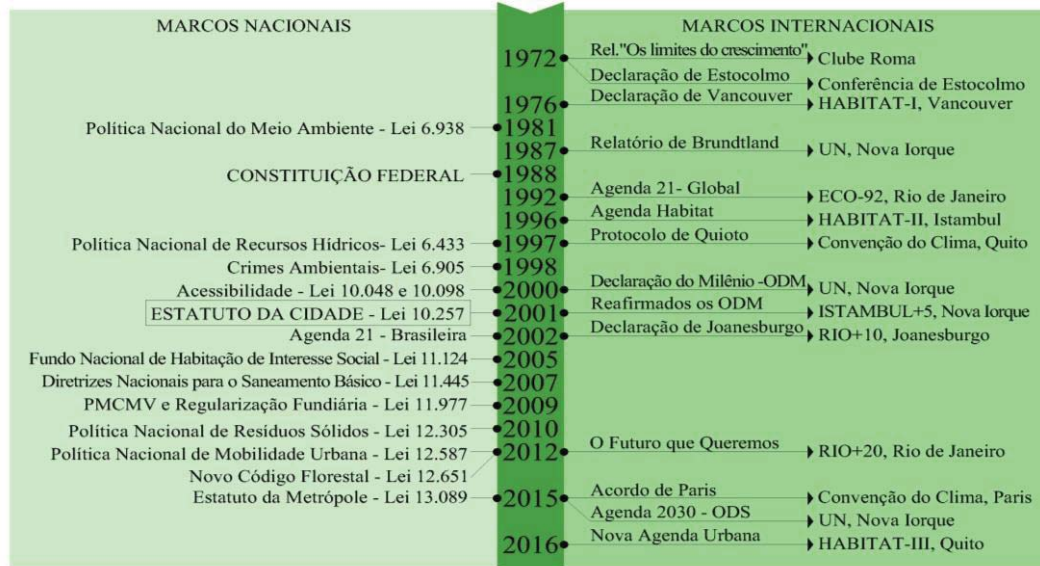 MARCOS NACIONAIS
MARCOS INTERNACIONAIS
1972
Rel."Os limites do crescimento"
Clube Roma
Declaração de Estocolmo
Conferência de Estocolmo
1976
Declaração de Vancouver
HABITAT-I, Vancouver
Política Nacional do Meio Ambiente - Lei 6.938
1981
1987
Relatório de Brundtland
UN, Nova Iorque
CONSTITUIÇÃO FEDERAL
1988
1992
Agenda 21- Global
ECO-92, Rio de Janeiro
1996
Agenda Habitat
HABITAT-II, Istambul
Política Nacional de Recursos Hídricos- Lei 6.433
1997
Protocolo de Quioto
Convenção do Clima, Quito
Crimes Ambientais- Lei 6.905
1998
Acessibilidade - Lei 10.048 e 10.098
2000
Declaração do Milênio -ODM
UN, Nova Iorque
ESTATUTO DA CIDADE - Lei 10.257
2001
Reafirmados os ODM
ISTAMBUL+5, Nova Iorque
Agenda 21 - Brasileira
2002
Declaração de Joanesburgo
RIO+10, Joanesburgo
Fundo Nacional de Habitação de Interesse Social - Lei 11.124
2005
Diretrizes Nacionais para o Saneamento Básico - Lei 11.445
2007
PMCMV e Regularização Fundiária - Lei 11.977
2009
Política Nacional de Resíduos Sólidos - Lei 12.305
2010
Política Nacional de Mobilidade Urbana - Lei 12.587
2012
O Futuro que Queremos
RIO+20, Rio de Janeiro
Novo Código Florestal - Lei 12.651
Estatuto da Metrópole - Lei 13.089
2015
Acordo de Paris
Convenção do Clima, Paris
Agenda 2030 - ODS
UN, Nova Iorque
2016
Nova Agenda Urbana
HABITAT-III, Quito